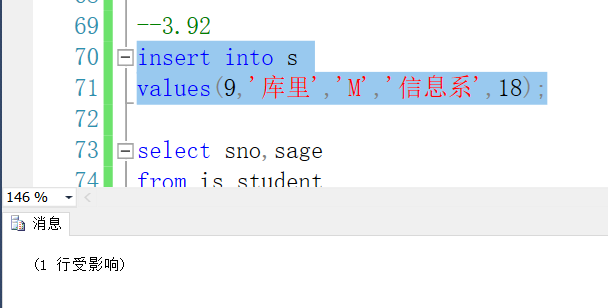 68
69 --3.92
70 insert into s
71 values(9,'库里','M','信息系',18);
72
73 select sno,sage
74 from is_student
146 %
消息
(1 行受影响)